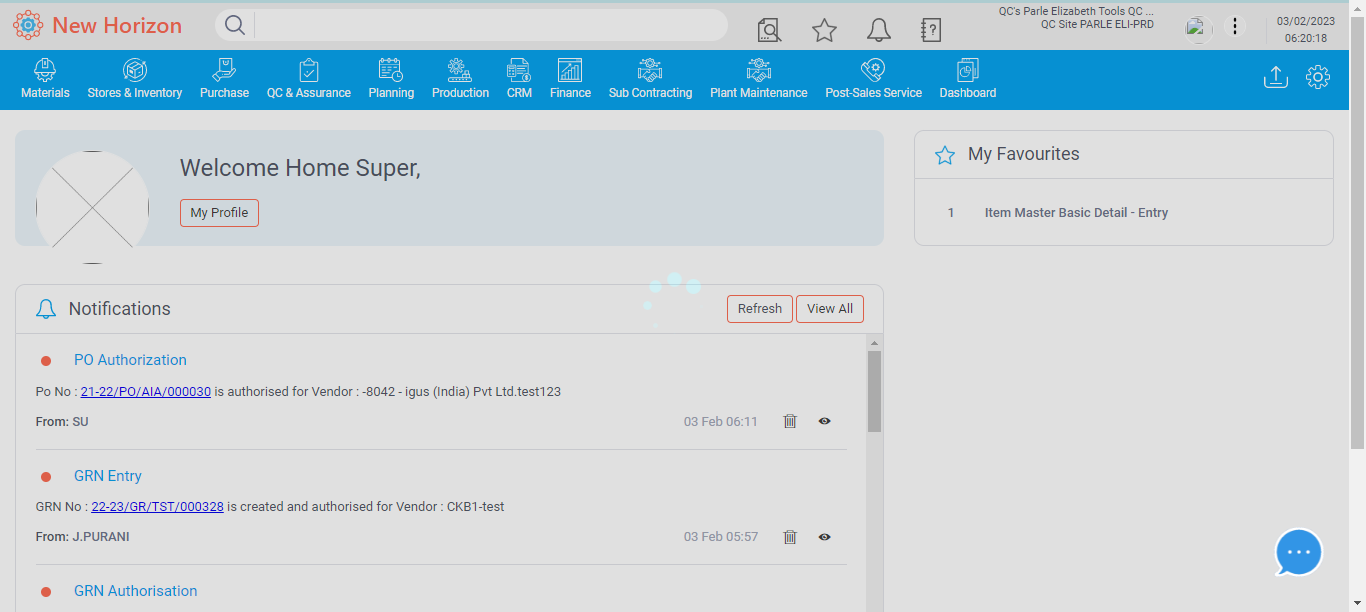 New Horizon
QC's Parle Elizabeth Tools QC ...
QC Site PARLE ELI-PRD
03/02/2023
06:20:18
Materials
Stores & Inventory
Purchase
QC & Assurance
Planning
Production
CRM
Finance
Sub Contracting
Plant Maintenance
Post-Sales Service
Dashboard
Welcome Home Super,
My Profile
My Favourites
1 Item Master Basic Detail - Entry
Notifications
Refresh
View All
PO Authorization
Po No : 21-22/PO/AIA/000030 is authorised for Vendor : -8042 - igus (India) Pvt Ltd.test123
From: SU
03 Feb 06:11
GRN Entry
GRN No : 22-23/GR/TST/000328 is created and authorised for Vendor : CKB1-test
From: J.PURANI
03 Feb 05:57
GRN Authorisation